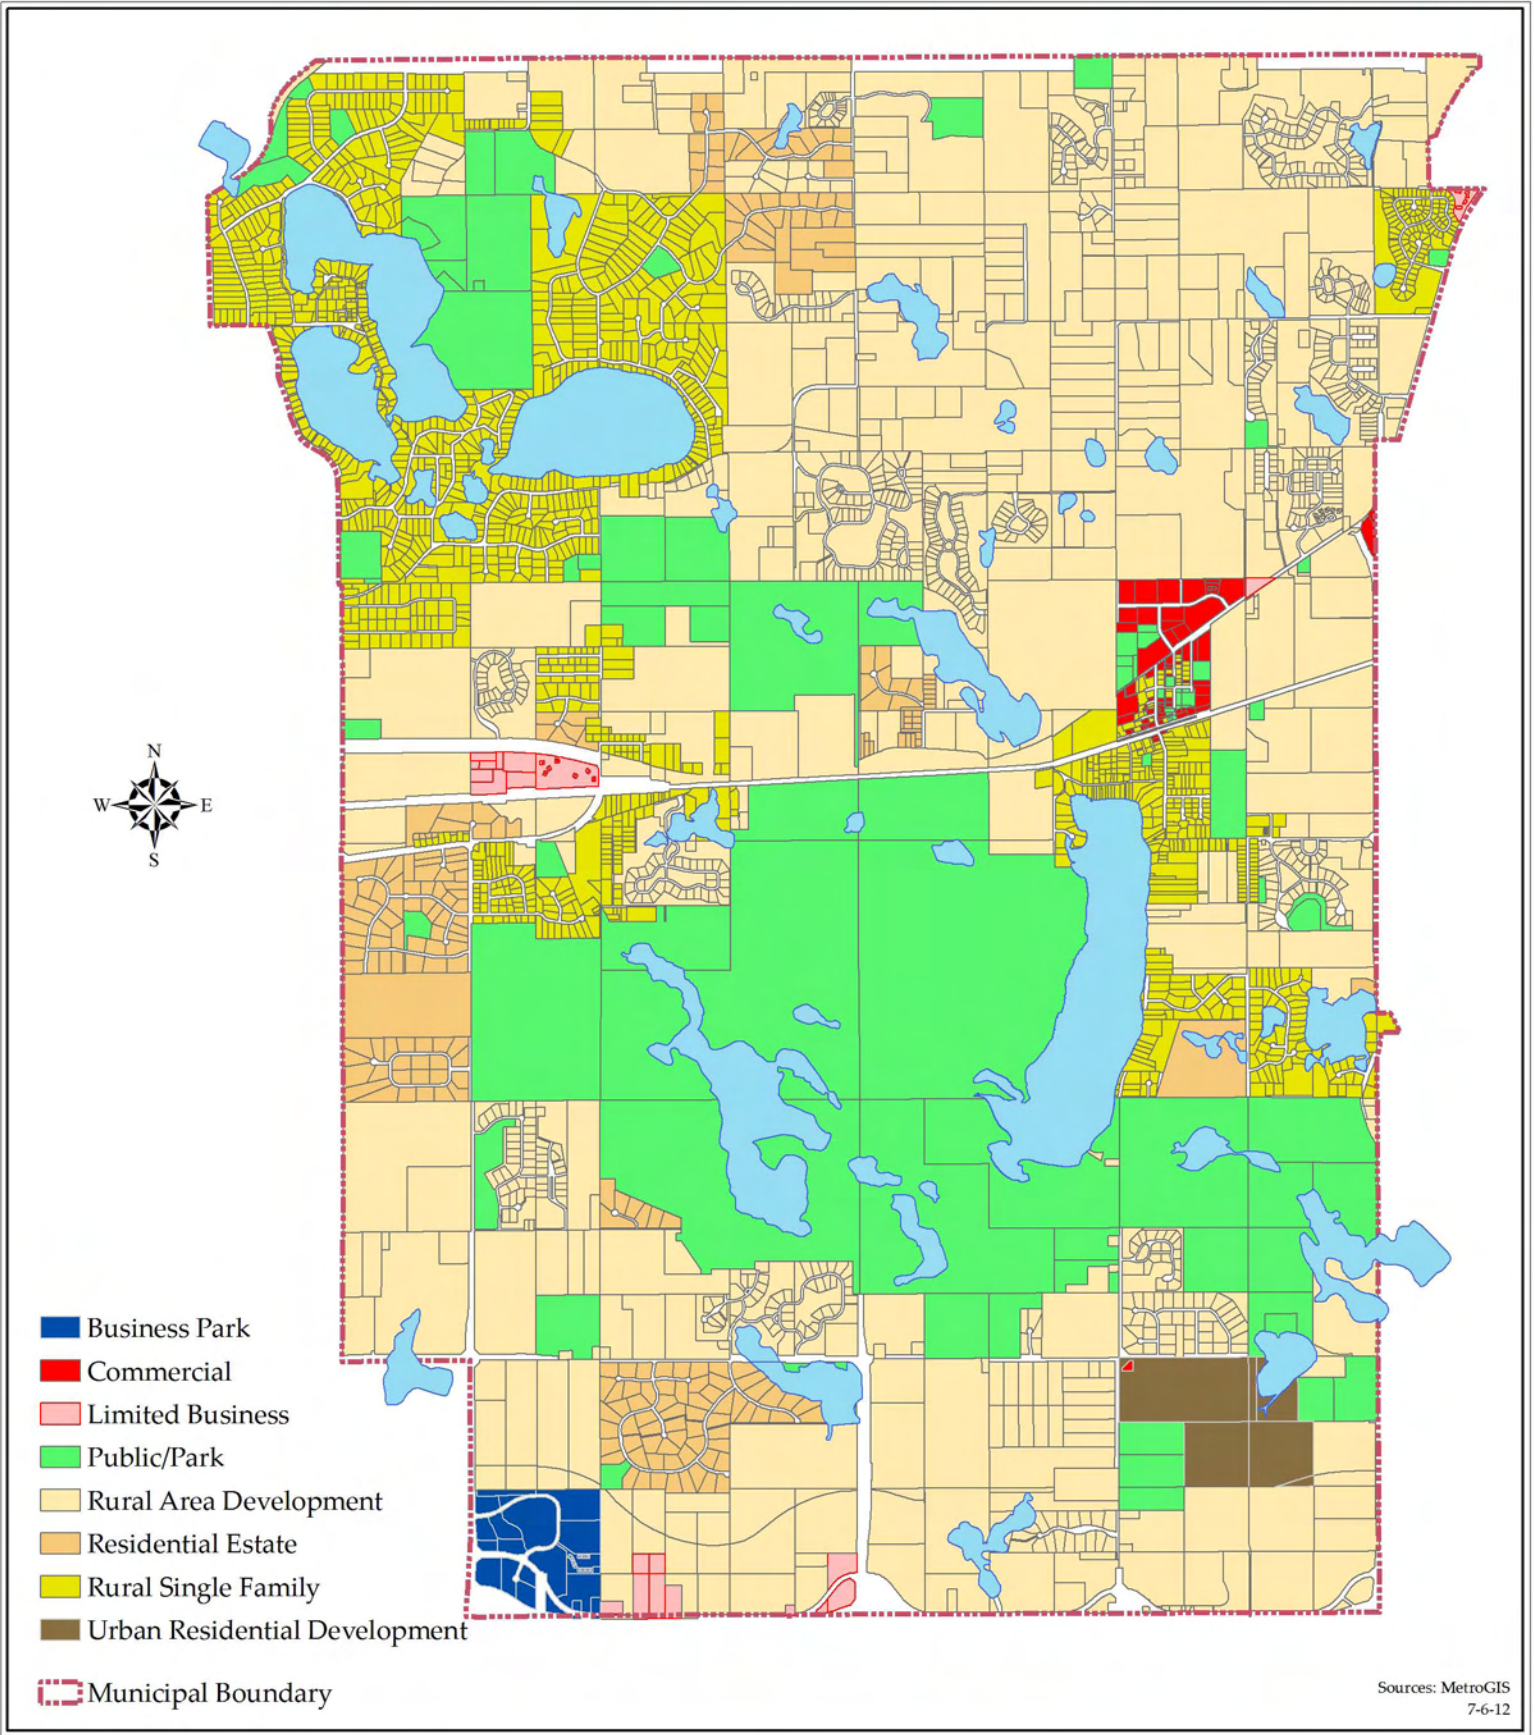 N
W E
S
Business Park
Commercial
Limited Business
Public/Park
Rural Area Development
Residential Estate
Rural Single Family
Urban Residential Development
Municipal Boundary
Sources: MetroGIS
7-6-12